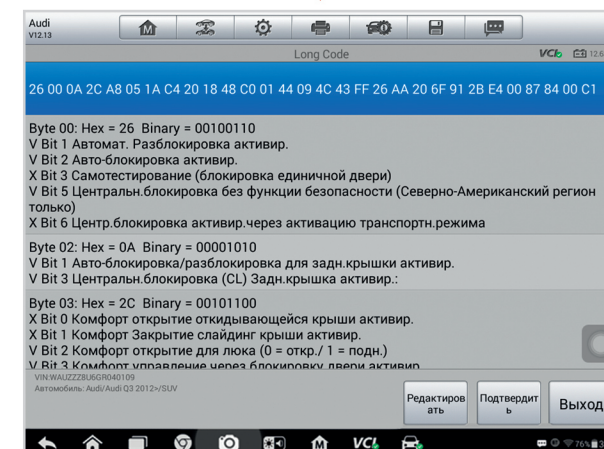 Audi
V12.13
Long Code
VCI 12.6
26 00 0A 2C A8 05 1A C4 20 18 48 C0 01 44 09 4C 43 FF 26 AA 20 6F 91 2B E4 00 87 84 00 C1
Byte 00: Hex = 26 Binary = 00100110
V Bit 1 Автомат. Разблокировка активир.
V Bit 2 Авто-блокировка активир.
X Bit 3 Самотестирование (блокировка единичной двери)
V Bit 5 Центральн.блокировка без функции безопасности (Северно-Американский регион
только)
X Bit 6 Центр.блокировка активир.через активацию транспортн.режима
Byte 02: Hex = 0A Binary = 00001010
V Bit 1 Авто-блокировка/разблокировка для задн.крышки активир.
V Bit 3 Центральн.блокировка (CL) Задн.крышка активир.:
Byte 03: Hex = 2C Binary = 00101100
X Bit 0 Комфорт открытие откидывающейся крыши активир.
X Bit 1 Комфорт Закрытие слайдинг крыши активир.
V Bit 2 Комфорт открытие для люка (0 = откр./ 1 = подн.)
V Bit 3 Комфорт управление через блокировку двери активир
VIN:WAUZZZ8U6GR040109
Автомобиль: Audi/Audi Q3 2012>/SUV
Редактиров
ать
Подтвердит
ь
Выход
VCI
76%